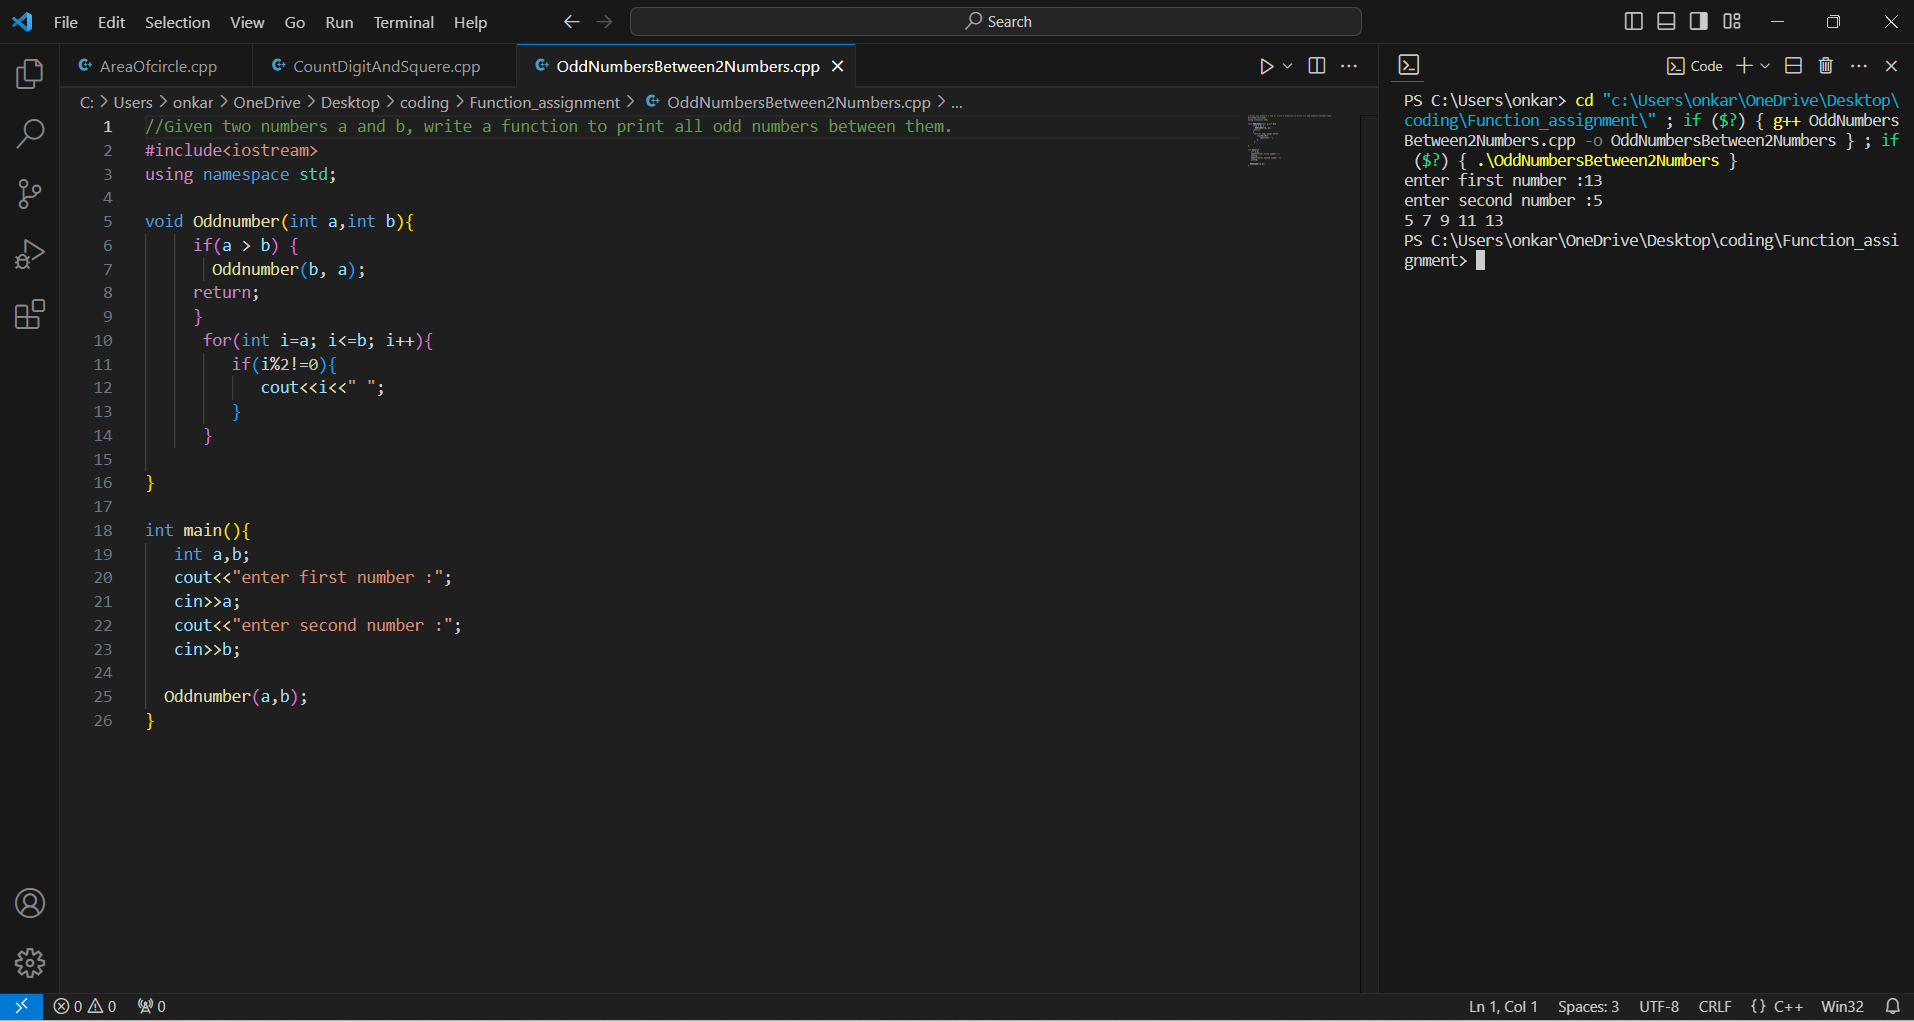 File Edit Selection View Go Run Terminal Help Search
AreaOfcircle.cpp CountDigitAndSquere.cpp OddNumbersBetween2Numbers.cpp
C: > Users > onkar > OneDrive > Desktop > coding > Function_assignment > OddNumbersBetween2Numbers.cpp > ...
1 //Given two numbers a and b, write a function to print all odd numbers between them.
2 #include<iostream>
3 using namespace std;
4
5 void Oddnumber(int a,int b){
6 if(a > b) {
7 Oddnumber(b, a);
8 return;
9 }
10 for(int i=a; i<=b; i++){
11 if(i%2!=0){
12 cout<<i<<" ";
13 }
14 }
15
16 }
17
18 int main(){
19 int a,b;
20 cout<<"enter first number :";
21 cin>>a;
22 cout<<"enter second number :";
23 cin>>b;
24
25 Oddnumber(a,b);
26 }
Code
PS C:\Users\onkar> cd "c:\Users\onkar\OneDrive\Desktop\
coding\Function_assignment\" ; if ($?) { g++ OddNumbers
Between2Numbers.cpp -o OddNumbersBetween2Numbers } ; if
($?) { .\OddNumbersBetween2Numbers }
enter first number :13
enter second number :5
5 7 9 11 13
PS C:\Users\onkar\OneDrive\Desktop\coding\Function_assi
gnment>
0 0 0 Ln 1, Col 1 Spaces: 3 UTF-8 CRLF {} C++ Win32